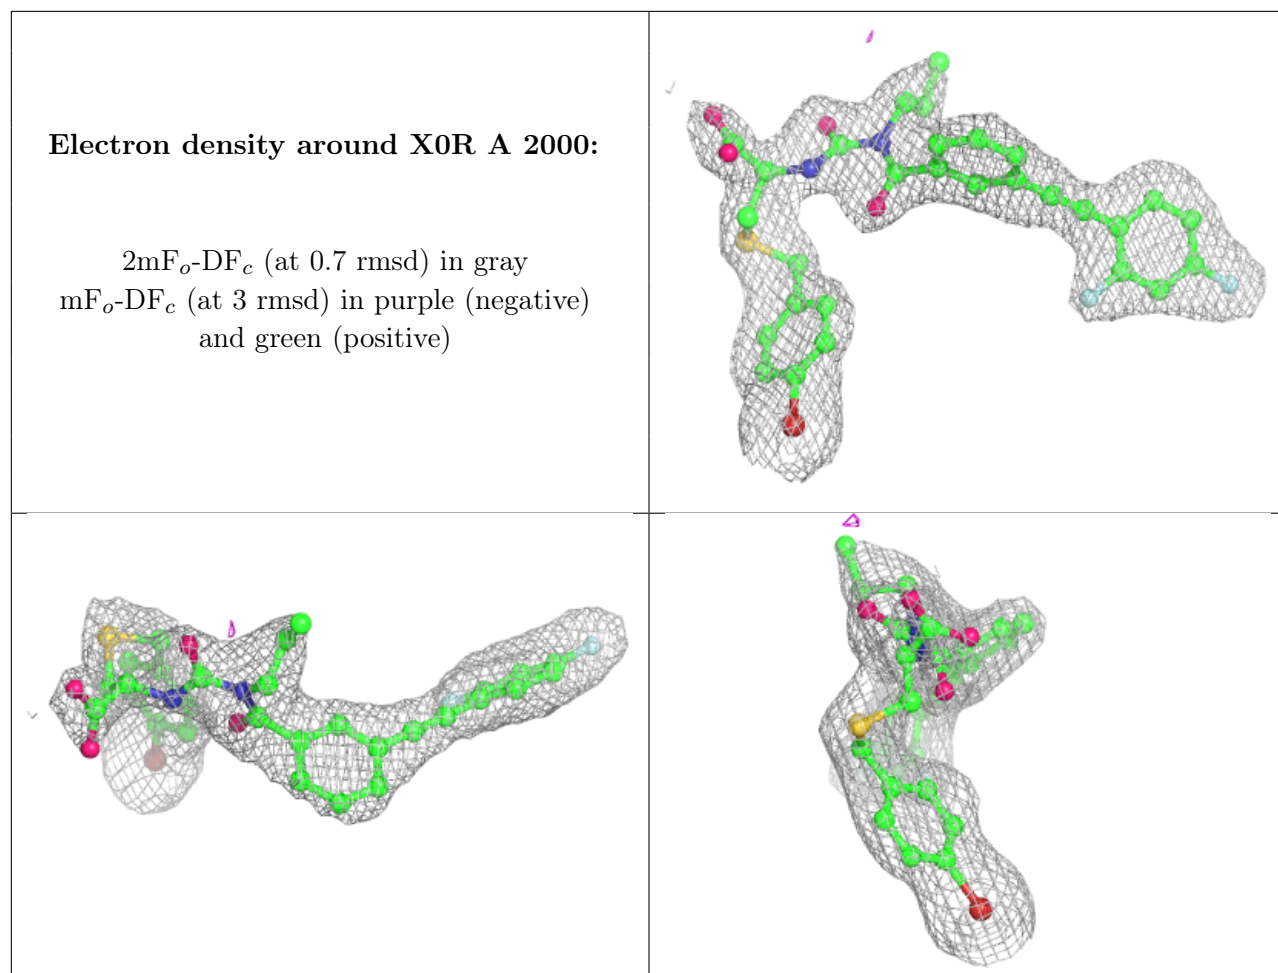 Electron density around X0R A 2000:
2mFₒ-DF𝒸 (at 0.7 rmsd) in gray
mFₒ-DF𝒸 (at 3 rmsd) in purple (negative)
and green (positive)